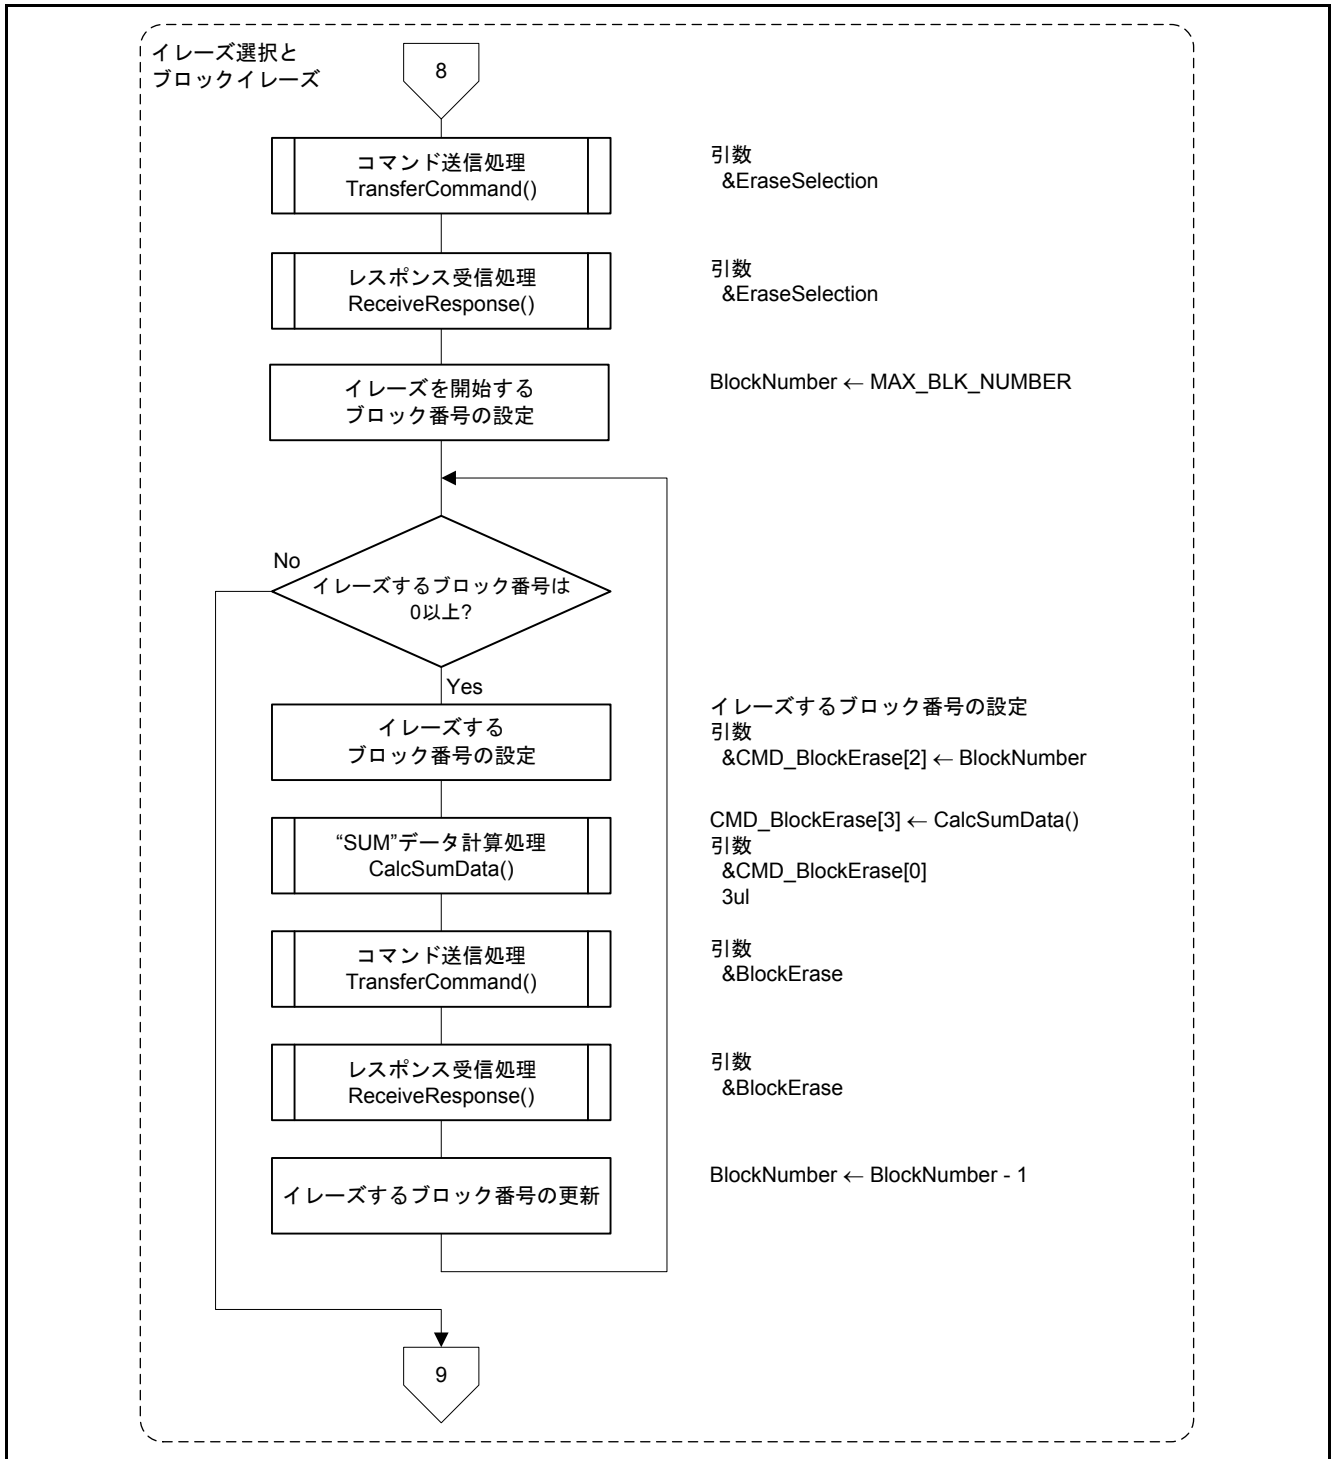 イレーズ選択と
ブロックイレーズ
8
コマンド送信処理
TransferCommand()
引数
&EraseSelection
レスポンス受信処理
ReceiveResponse()
引数
&EraseSelection
イレーズを開始する
ブロック番号の設定
BlockNumber ← MAX_BLK_NUMBER
No
イレーズするブロック番号は
0以上?
Yes
イレーズする
ブロック番号の設定
イレーズするブロック番号の設定
引数
&CMD_BlockErase[2] ← BlockNumber
“SUM”データ計算処理
CalcSumData()
CMD_BlockErase[3] ← CalcSumData()
引数
&CMD_BlockErase[0]
3ul
コマンド送信処理
TransferCommand()
引数
&BlockErase
レスポンス受信処理
ReceiveResponse()
引数
&BlockErase
イレーズするブロック番号の更新
BlockNumber ← BlockNumber - 1
9